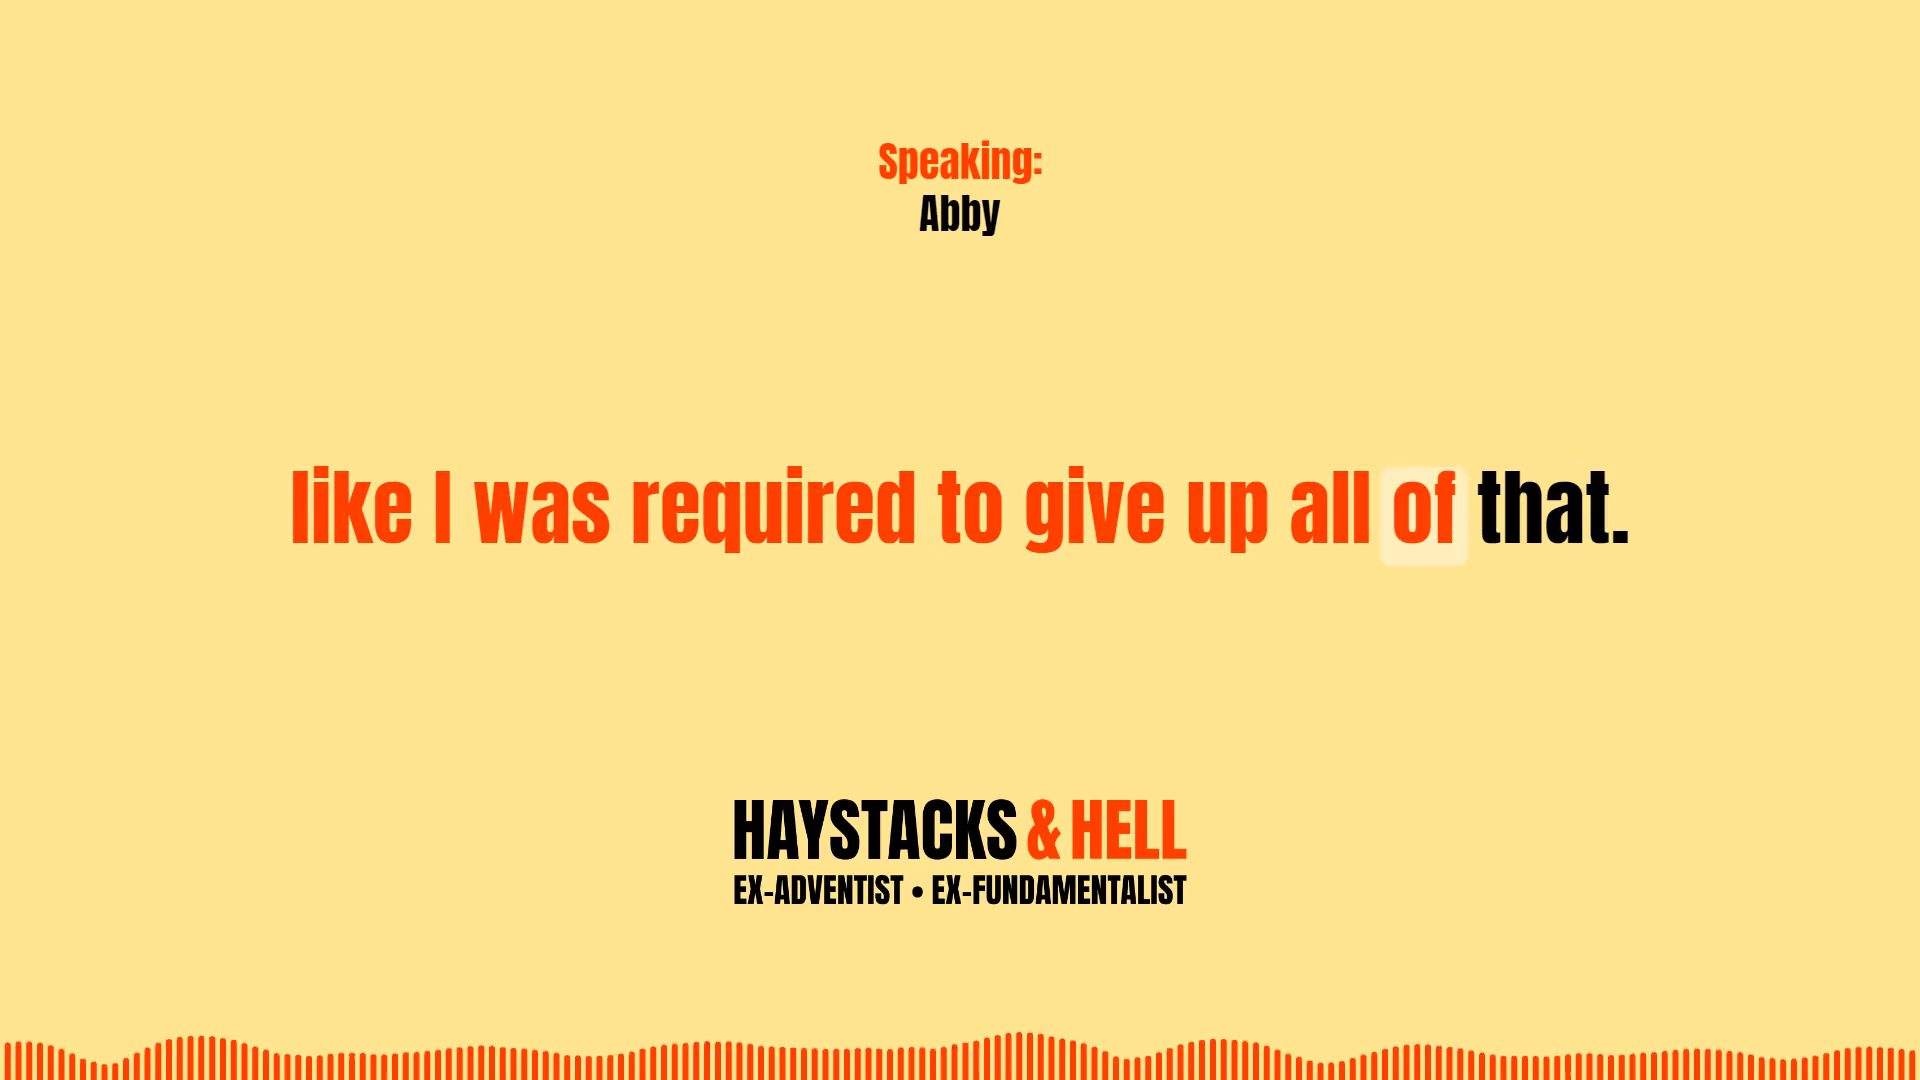 Speaking:
Abby
like I was required to give up all of that.
HAYSTACKS & HELL
EX-ADVENTIST • EX-FUNDAMENTALIST